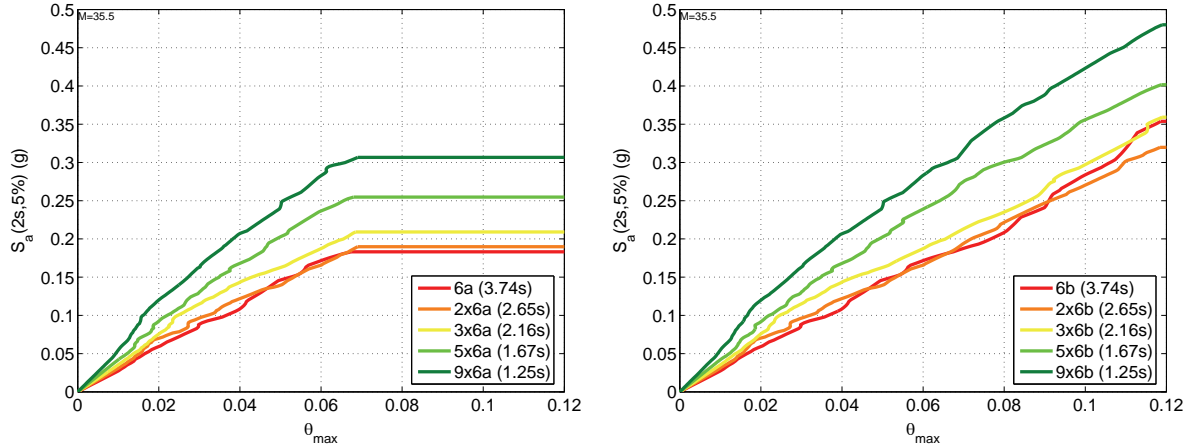 M=35.5
0.5
0.45
0.4
0.35
0.3
0.25
0.2
0.15
0.1
0.05
0
Sa(2s,5%) (g)
6a (3.74s)
2x6a (2.65s)
3x6a (2.16s)
5x6a (1.67s)
9x6a (1.25s)
0 0.02 0.04 0.06 0.08 0.1 0.12
θmax
M=35.5
0.5
0.45
0.4
0.35
0.3
0.25
0.2
0.15
0.1
0.05
0
Sa(2s,5%) (g)
6b (3.74s)
2x6b (2.65s)
3x6b (2.16s)
5x6b (1.67s)
9x6b (1.25s)
0 0.02 0.04 0.06 0.08 0.1 0.12
θmax